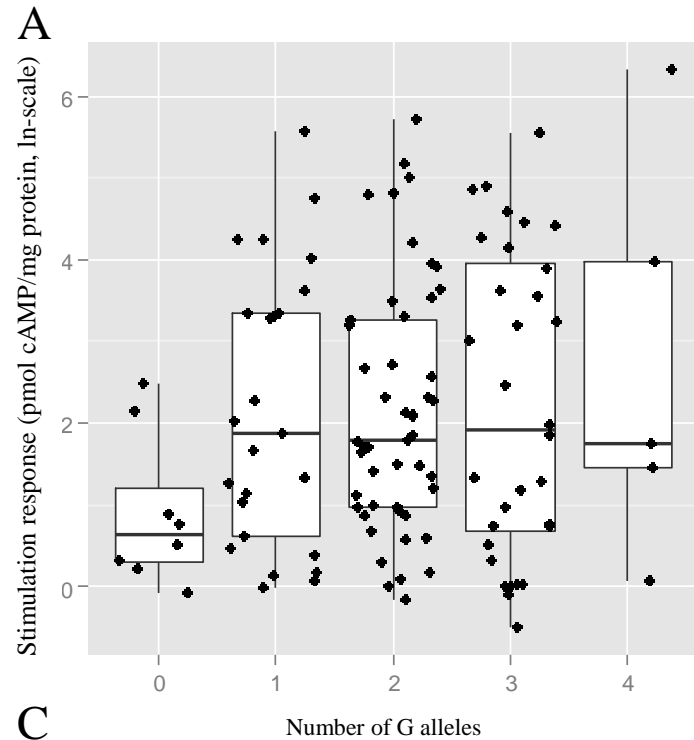 A
Stimulation response (pmol cAMP/mg protein, ln-scale)
6
4
2
0
0 1 2 3 4
Number of G alleles
C